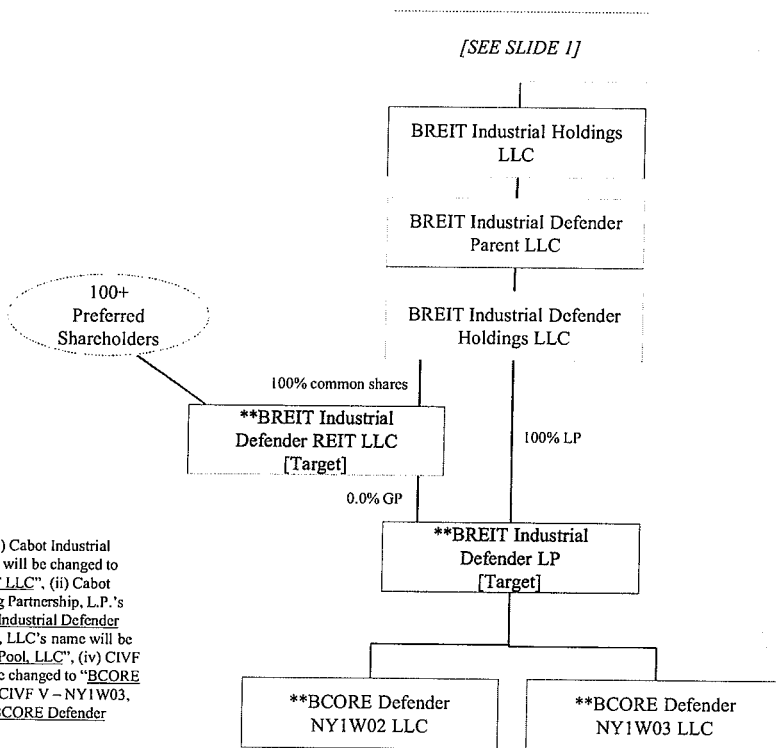 [SEE SLIDE 1]
BREIT Industrial Holdings
LLC
BREIT Industrial Defender
Parent LLC
100+
Preferred
Shareholders
BREIT Industrial Defender
Holdings LLC
100% common shares
**BREIT Industrial
Defender REIT LLC
[Target]
100% LP
0.0% GP
**BREIT Industrial
Defender LP
[Target]
) Cabot Industrial
will be changed to
LLC”, (ii) Cabot
Partnership, L.P.’s
Industrial Defender
, LLC’s name will be
Pool, LLC”, (iv) CIVF
changed to “BCORE
CIVF V – NY1W03,
BCORE Defender
**BCORE Defender
NY1W02 LLC
**BCORE Defender
NY1W03 LLC